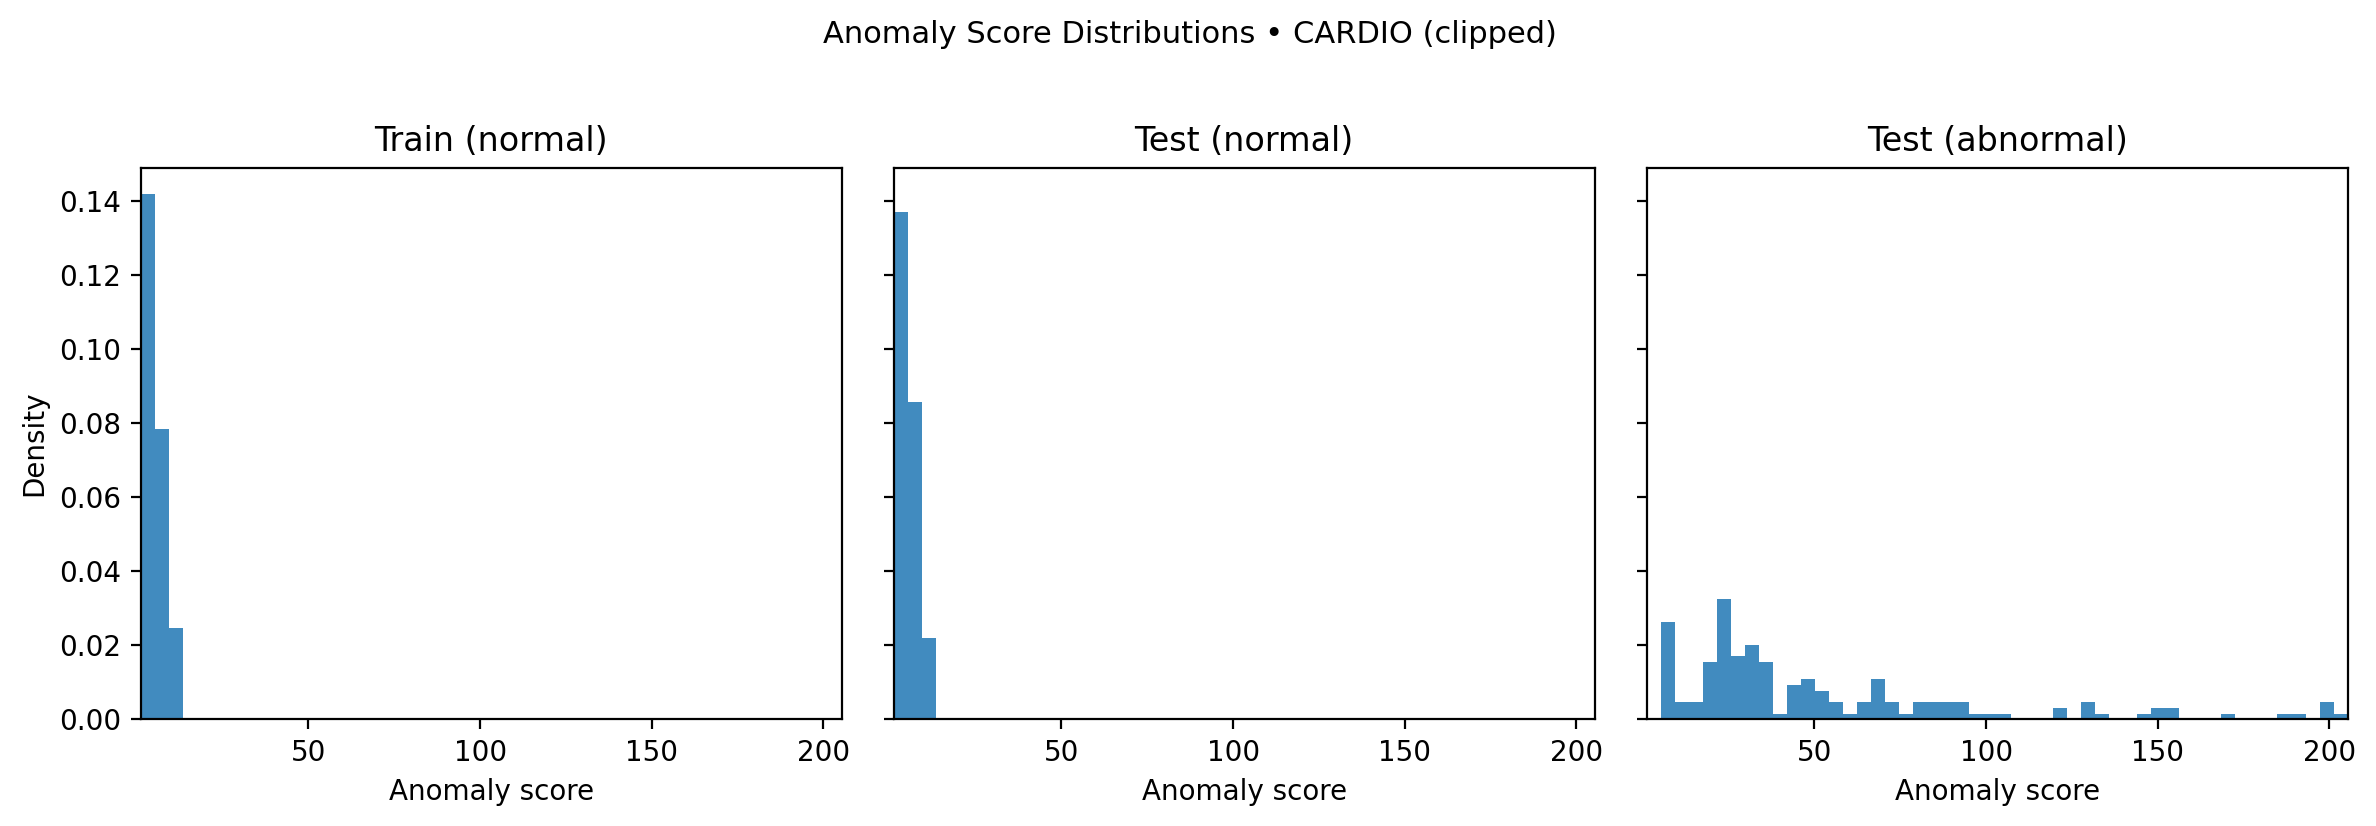 Anomaly Score Distributions • CARDIO (clipped)
Train (normal)
Test (normal)
Test (abnormal)
Density
0.14
0.12
0.10
0.08
0.06
0.04
0.02
0.00
50 100 150 200
50 100 150 200
50 100 150 200
Anomaly score
Anomaly score
Anomaly score